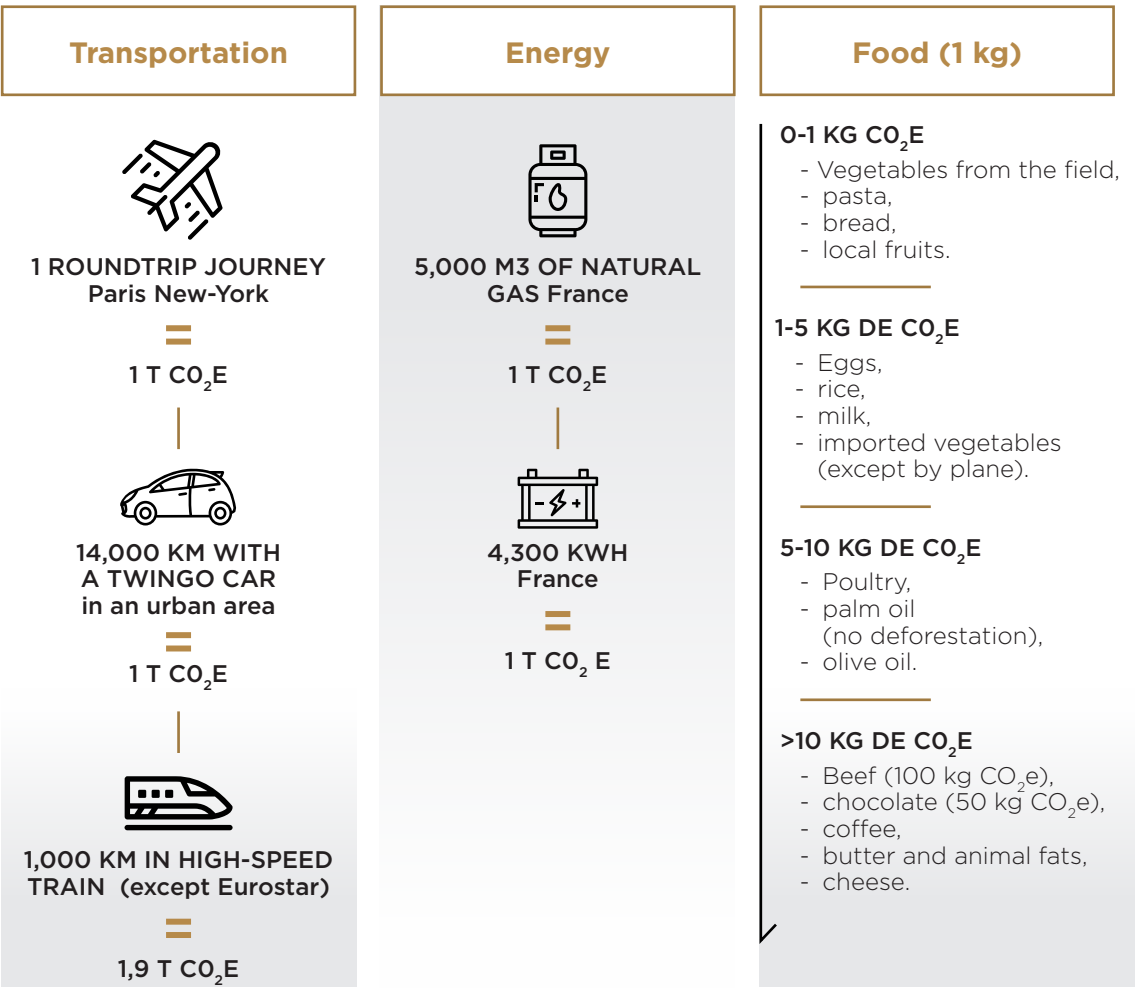 Transportation
1 ROUNDTRIP JOURNEY
Paris New-York
=
1 T C0₂E
14,000 KM WITH
A TWINGO CAR
in an urban area
=
1 T C0₂E
1,000 KM IN HIGH-SPEED
TRAIN (except Eurostar)
=
1,9 T C0₂E
Energy
5,000 M3 OF NATURAL
GAS France
=
1 T C0₂E
4,300 KWH
France
=
1 T C0₂ E
Food (1 kg)
0-1 KG C0₂E
- Vegetables from the field,
- pasta,
- bread,
- local fruits.
1-5 KG DE C0₂E
- Eggs,
- rice,
- milk,
- imported vegetables
(except by plane).
5-10 KG DE C0₂E
- Poultry,
- palm oil
(no deforestation),
- olive oil.
>10 KG DE C0₂E
- Beef (100 kg CO₂e),
- chocolate (50 kg CO₂e),
- coffee,
- butter and animal fats,
- cheese.